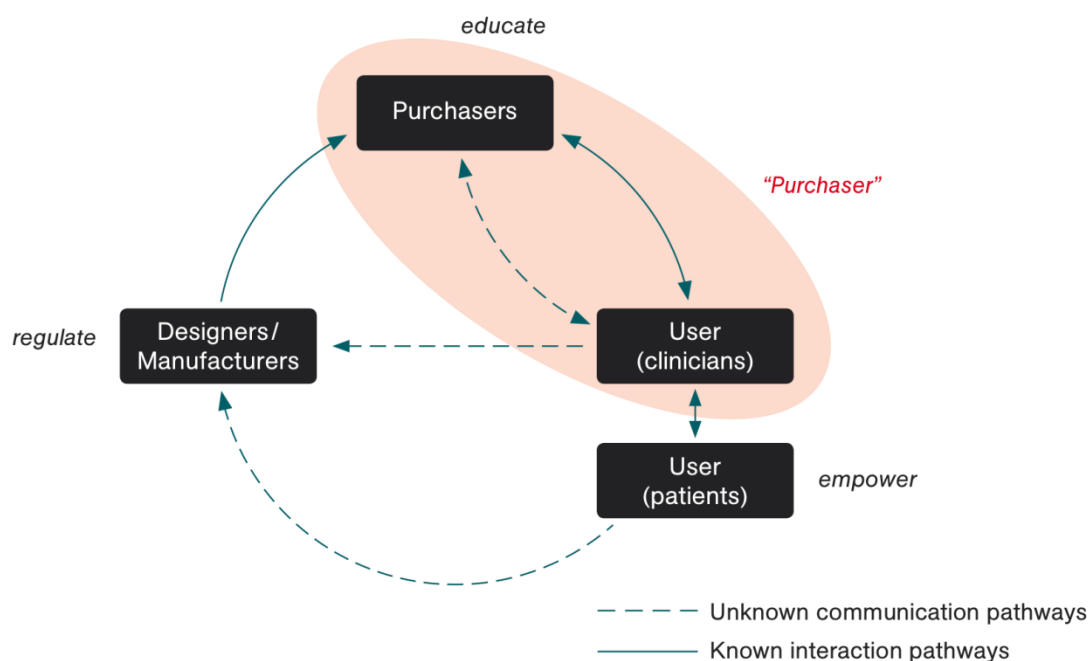 educate
Purchasers
“Purchaser”
regulate
Designers/
Manufacturers
User
(clinicians)
User
(patients)
empower
Unknown communication pathways
Known interaction pathways